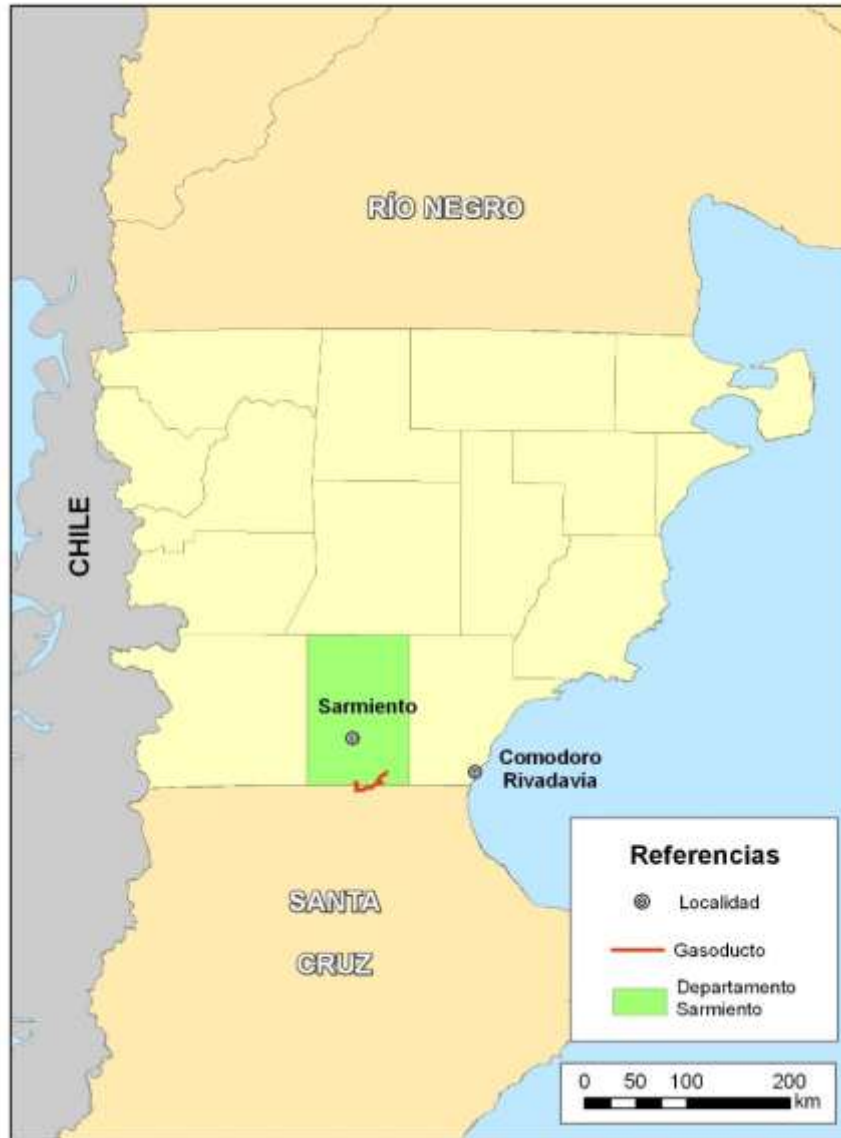 RÍO NEGRO
CHILE
Sarmiento
Comodoro
Rivadavia
SANTA
CRUZ
Referencias
Localidad
Gasoducto
Departamento
Sarmiento
0 50 100 200
km